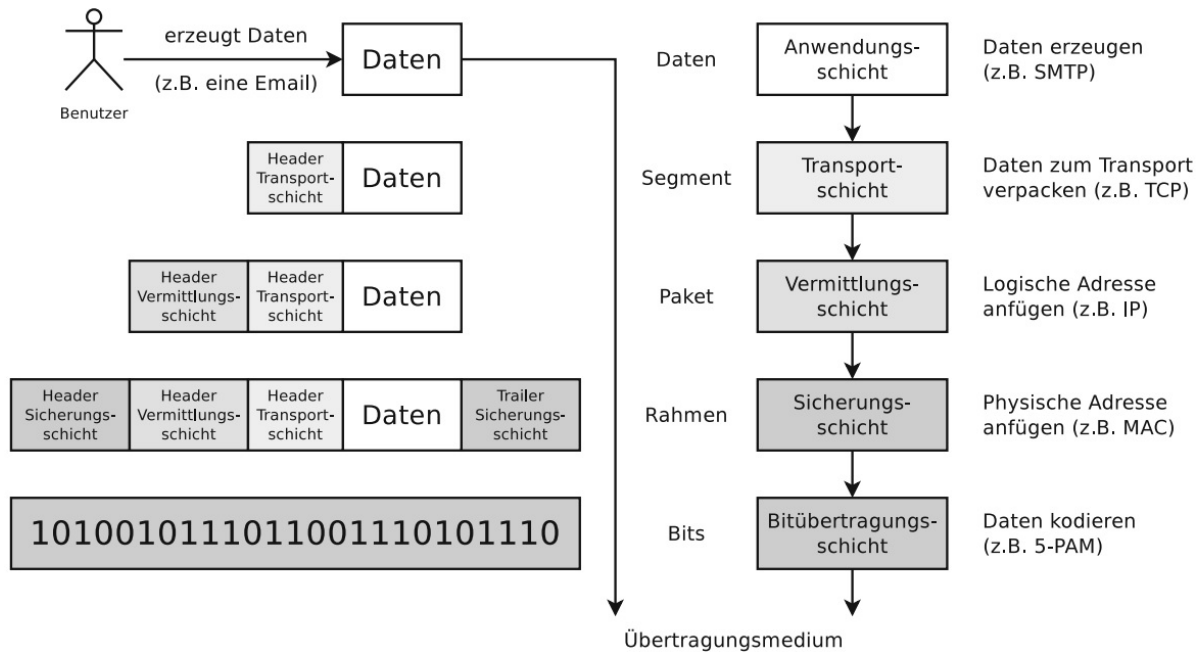 erzeugt Daten
(z.B. eine Email)
Benutzer
Daten
Daten
Anwendungs-
schicht
Daten erzeugen
(z.B. SMTP)
Header
Transport-
schicht
Daten
Segment
Transport-
schicht
Daten zum Transport
verpacken (z.B. TCP)
Header
Vermittlungs-
schicht
Header
Transport-
schicht
Daten
Paket
Vermittlungs-
schicht
Logische Adresse
anfügen (z.B. IP)
Header
Sicherungs-
schicht
Header
Vermittlungs-
schicht
Header
Transport-
schicht
Daten
Trailer
Sicherungs-
schicht
Rahmen
Sicherungs-
schicht
Physische Adresse
anfügen (z.B. MAC)
1010010111011001110101110
Bits
Bitübertragungs-
schicht
Daten kodieren
(z.B. 5-PAM)
Übertragungsmedium